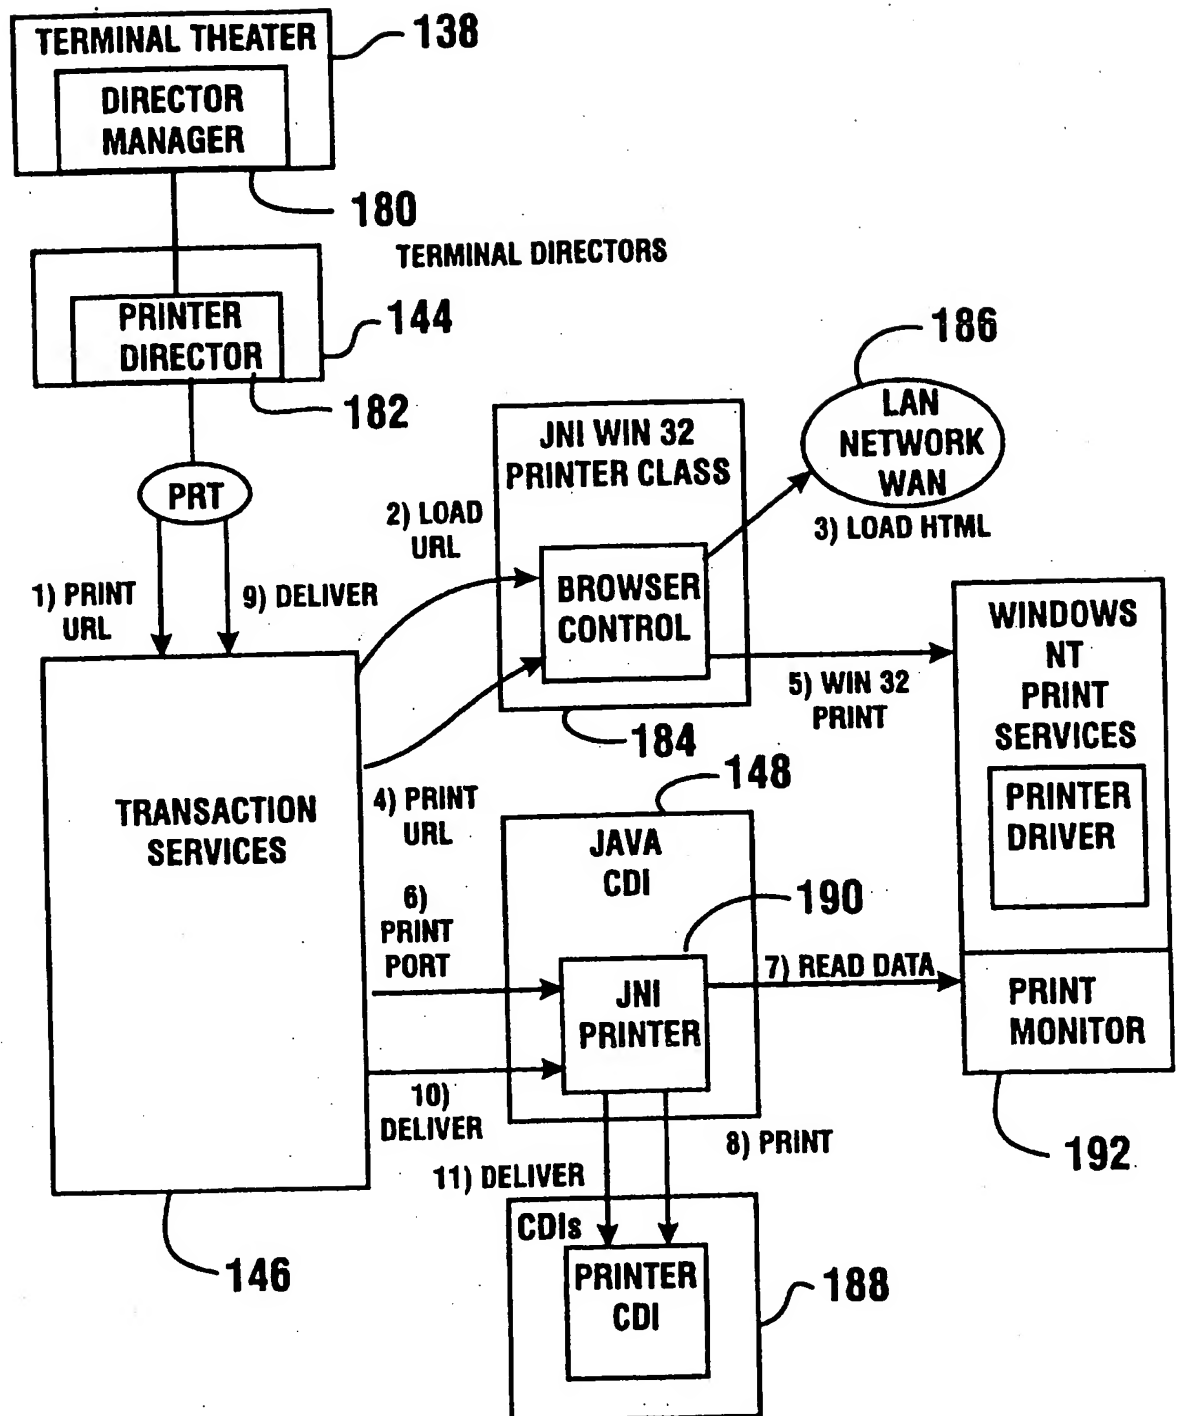 TERMINAL THEATER
138
DIRECTOR
MANAGER
180
TERMINAL DIRECTORS
PRINTER
DIRECTOR
144
182
186
LAN
NETWORK
WAN
JNI WIN 32
PRINTER CLASS
PRT
2) LOAD
URL
3) LOAD HTML
1) PRINT
URL
9) DELIVER
BROWSER
CONTROL
WINDOWS
NT
PRINT
SERVICES
5) WIN 32
PRINT
184
148
TRANSACTION
SERVICES
4) PRINT
URL
PRINTER
DRIVER
JAVA
CDI
190
6)
PRINT
PORT
7) READ DATA
JNI
PRINTER
PRINT
MONITOR
10)
DELIVER
8) PRINT
192
11) DELIVER
CDIs
PRINTER
CDI
146
188